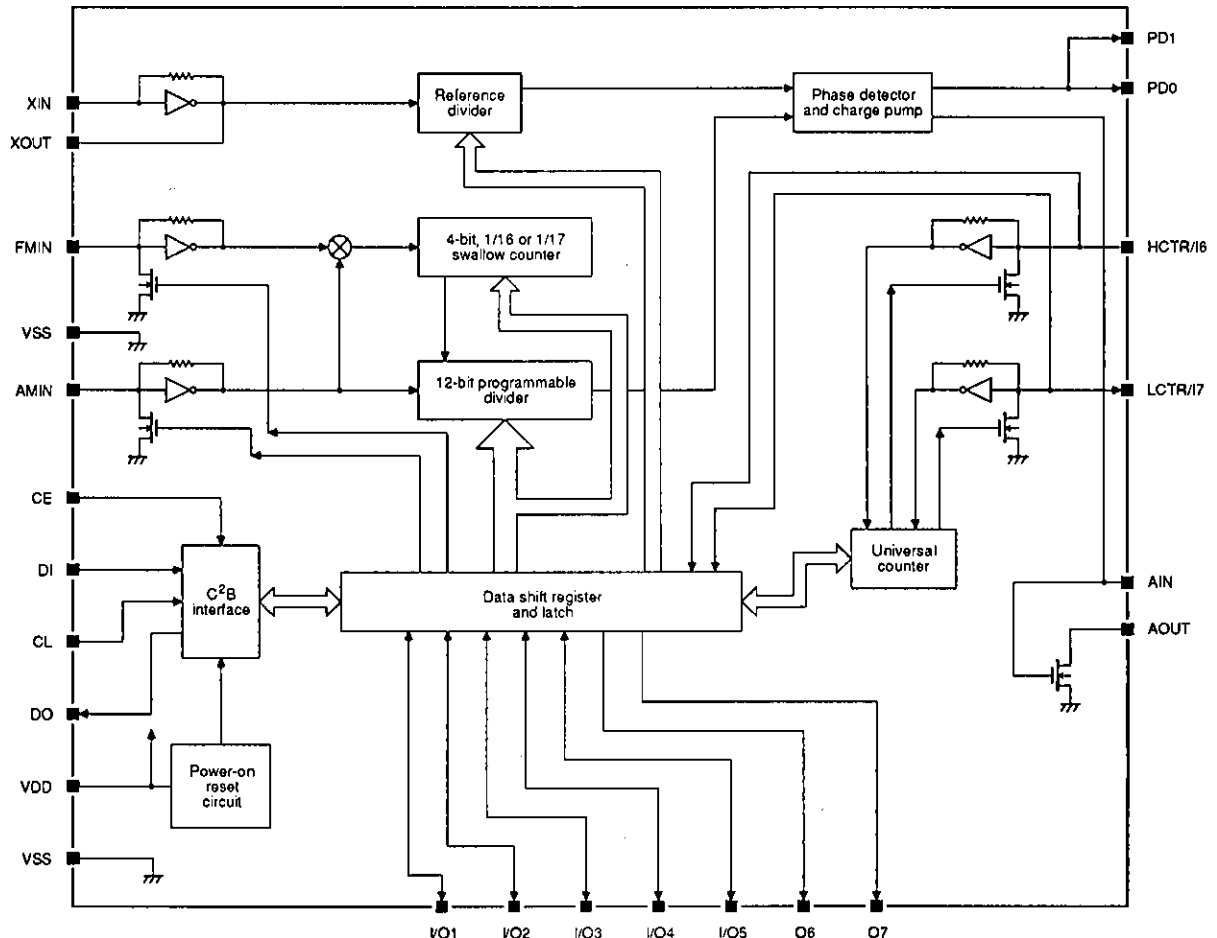 PD1
XIN
Reference
divider
Phase detector
and charge pump
PD0
XOUT
FMIN
4-bit, 1/16 or 1/17
swallow counter
HCTR/I6
VSS
AMIN
12-bit programmable
divider
LCTR/I7
CE
DI
C²B
interface
Data shift register
and latch
Universal
counter
AIN
CL
AOUT
DO
VDD
Power-on
reset
circuit
VSS
I/O1
I/O2
I/O3
I/O4
I/O5
O6
O7